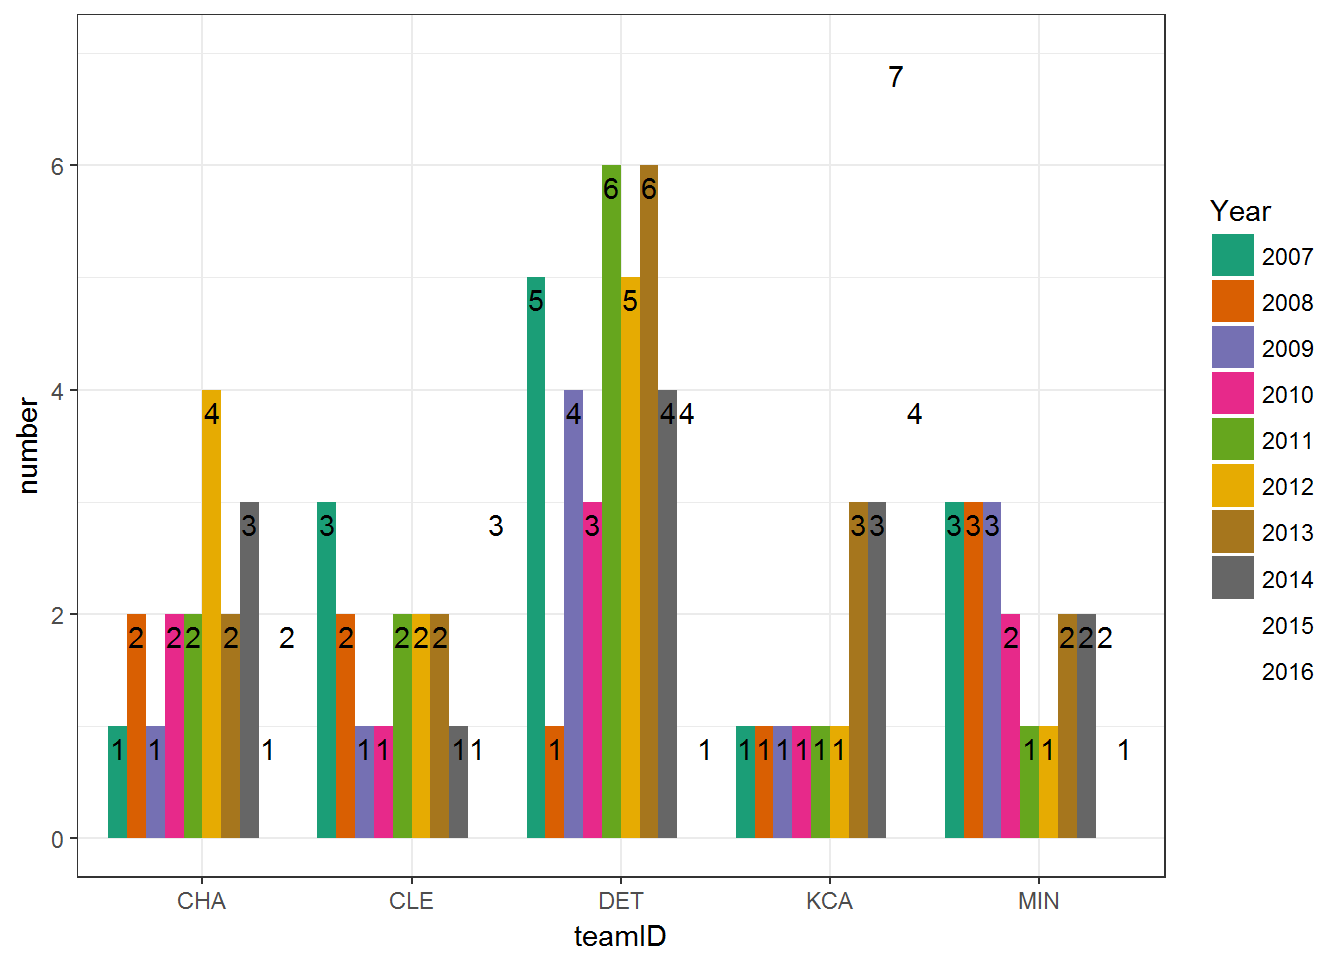 7
6
6 6
5 5
4
4 4 4 4 4
3 3 3 3 3 3 3 3 3
2 2 2 2 2 2 2 2 2 2 2 2 2 2 2
1 1 1 1 1 1 1 1 1 1 1 1 1 1 1 1 1 1
number
6
4
2
0
CHA CLE DET KCA MIN
teamID
Year
2007
2008
2009
2010
2011
2012
2013
2014
2015
2016